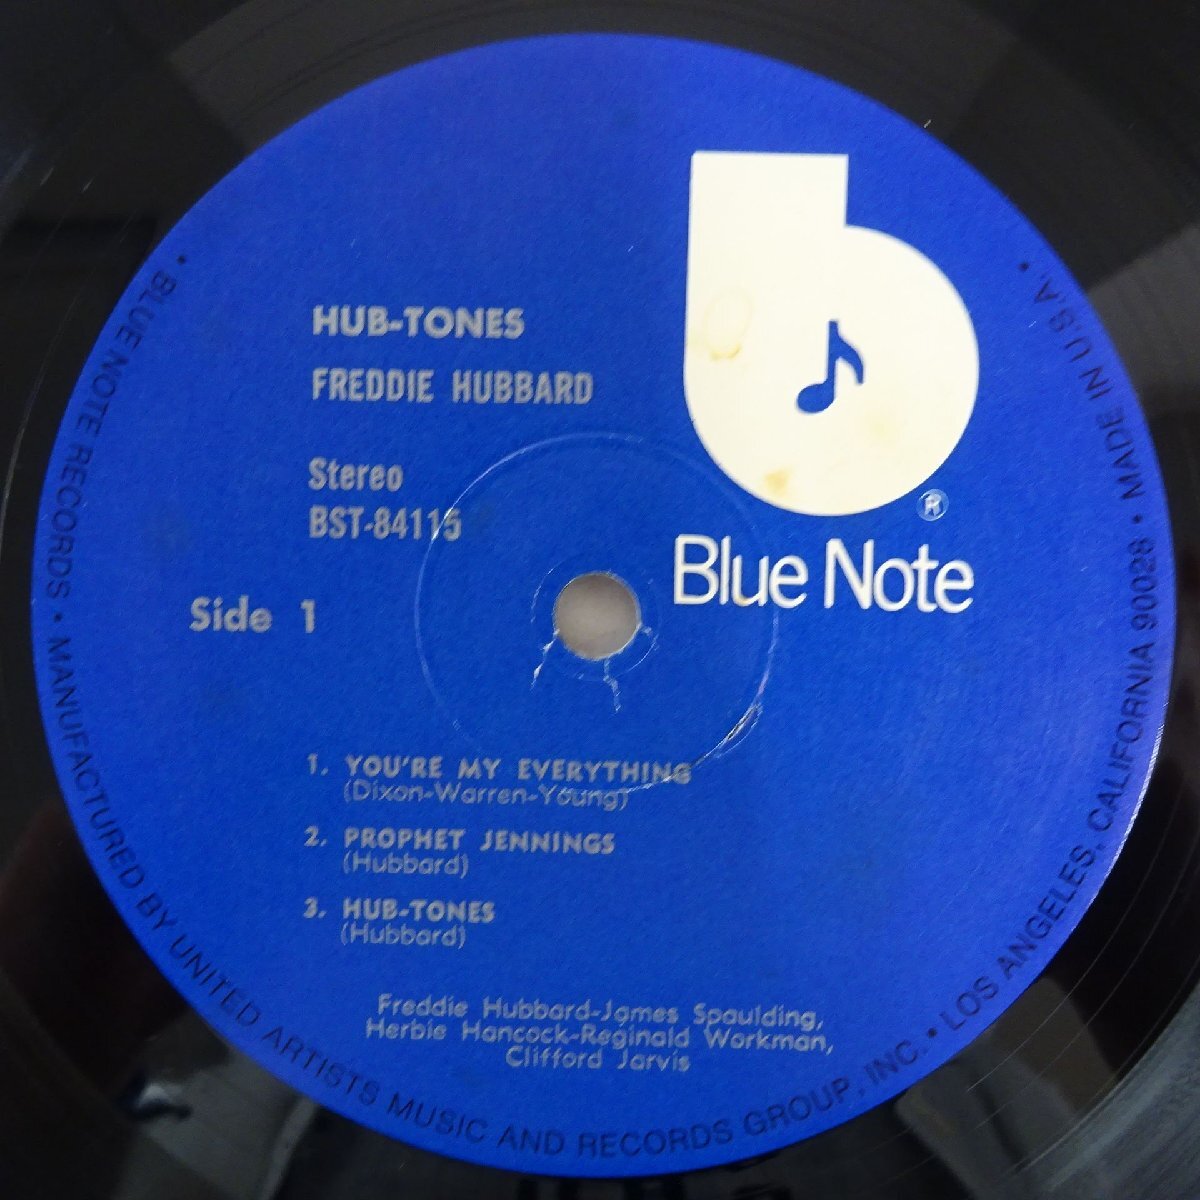 HUB-TONES
FREDDIE HUBBARD
Stereo
BST-84115
Side 1
®
Blue Note
1. YOU'RE MY EVERYTHING
(Dixon-Warren-Young)
2. PROPHET JENNINGS
(Hubbard)
3. HUB-TONES
(Hubbard)
Freddie Hubbard-James Spaulding,
Herbie Hancock-Reginald Workman,
Clifford Jarvis
• BLUE NOTE RECORDS • MANUFACTURED BY UNITED ARTISTS MUSIC AND RECORDS GROUP, INC. • LOS ANGELES, CALIFORNIA 90028 • MADE IN U.S.A. •